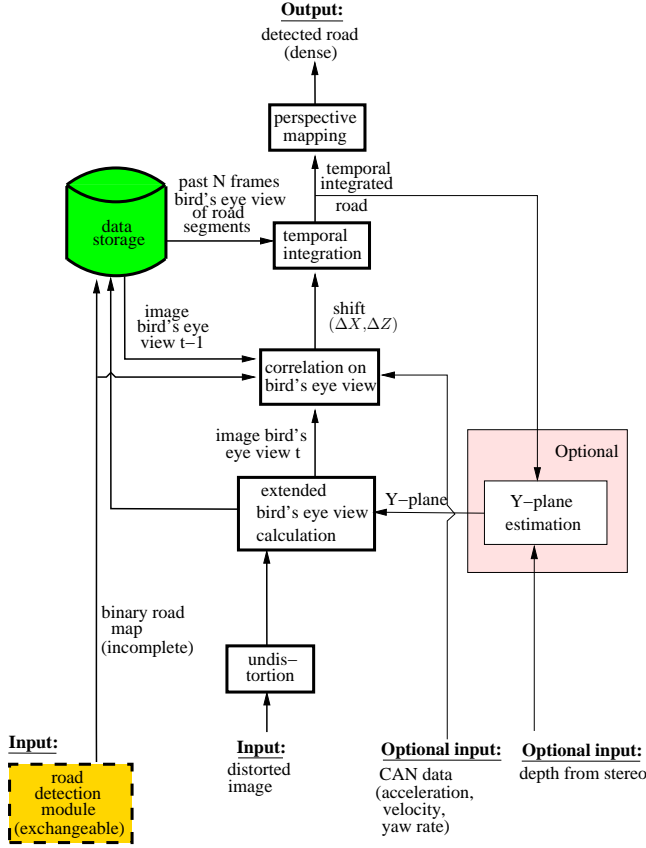 Output:
detected road
(dense)
perspective
mapping
temporal
integrated
road
past N frames
bird's eye view
of road
segments
data
storage
temporal
integration
shift
(ΔX,ΔZ)
image
bird's eye
view t−1
correlation on
bird's eye view
image bird's
eye view t
Optional
Y−plane
estimation
Y−plane
extended
bird's eye view
calculation
binary road
map
(incomplete)
undis−
tortion
Input:
road
detection
module
(exchangeable)
Input:
distorted
image
Optional input:
CAN data
(acceleration,
velocity,
yaw rate)
Optional input:
depth from stereo